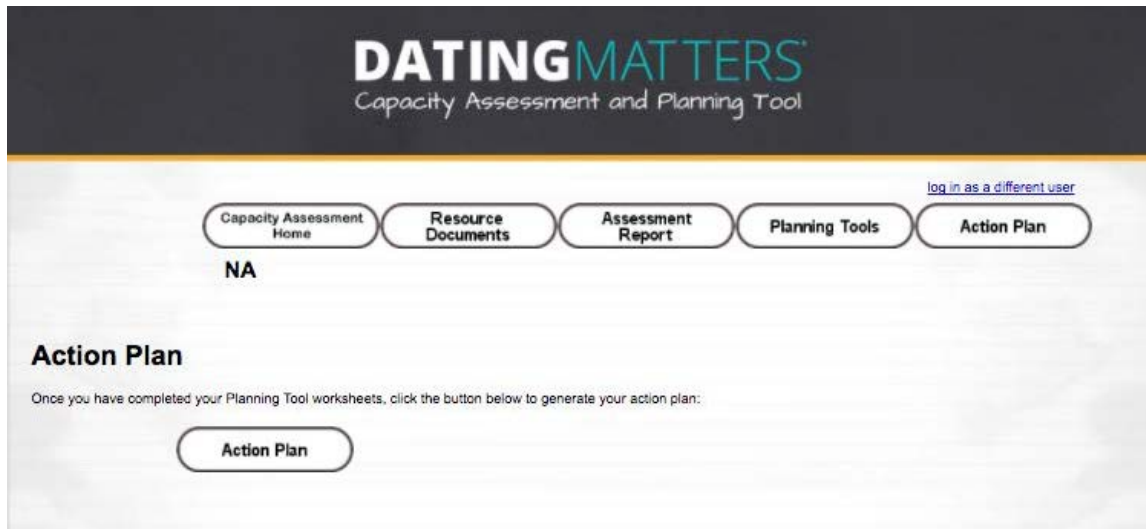 DATINGMATTERS®
Capacity Assessment and Planning Tool
log in as a different user
Capacity Assessment
Home
Resource
Documents
Assessment
Report
Planning Tools
Action Plan
NA
Action Plan
Once you have completed your Planning Tool worksheets, click the button below to generate your action plan:
Action Plan